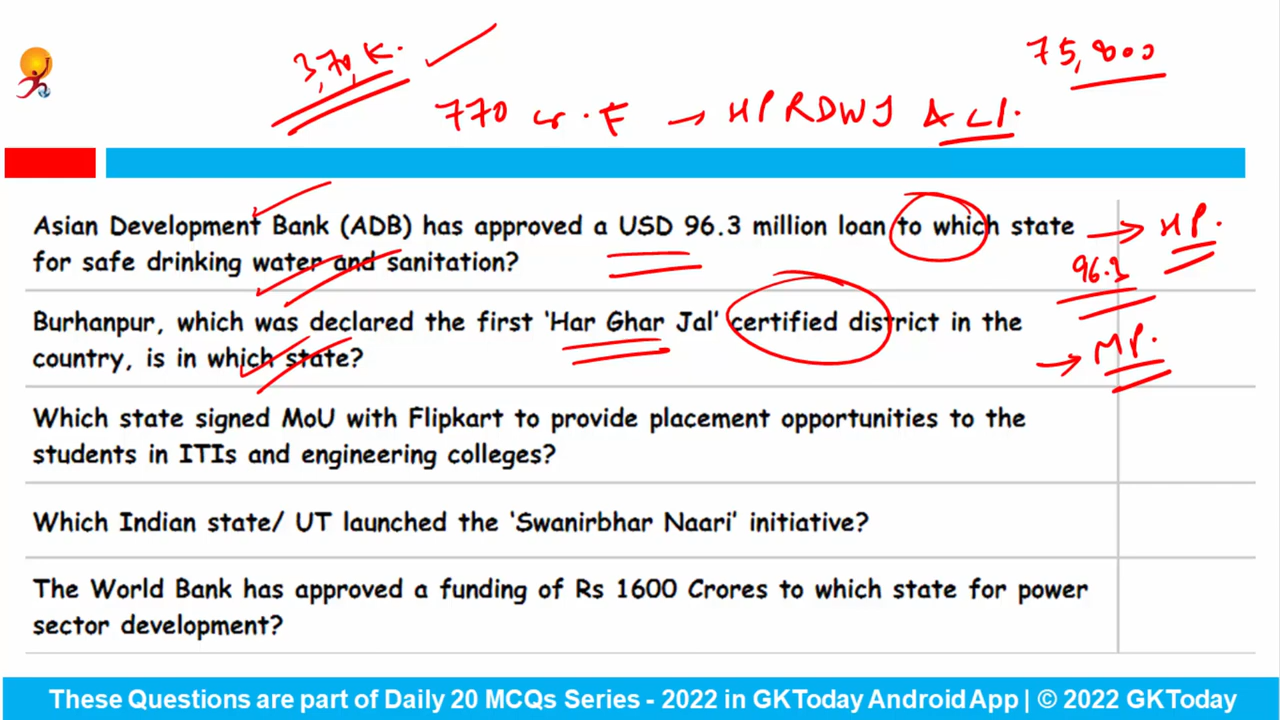 3,70 K.
75,800
770 cr. ₹ → HPRDWS ACT.
Asian Development Bank (ADB) has approved a USD 96.3 million loan to which state
→ HP.
for safe drinking water and sanitation?
96.3
Burhanpur, which was declared the first ‘Har Ghar Jal’ certified district in the
→ MP.
country, is in which state?
Which state signed MoU with Flipkart to provide placement opportunities to the
students in ITIs and engineering colleges?
Which Indian state/ UT launched the ‘Swanirbhar Naari’ initiative?
The World Bank has approved a funding of Rs 1600 Crores to which state for power
sector development?
These Questions are part of Daily 20 MCQs Series - 2022 in GKToday Android App | © 2022 GKToday